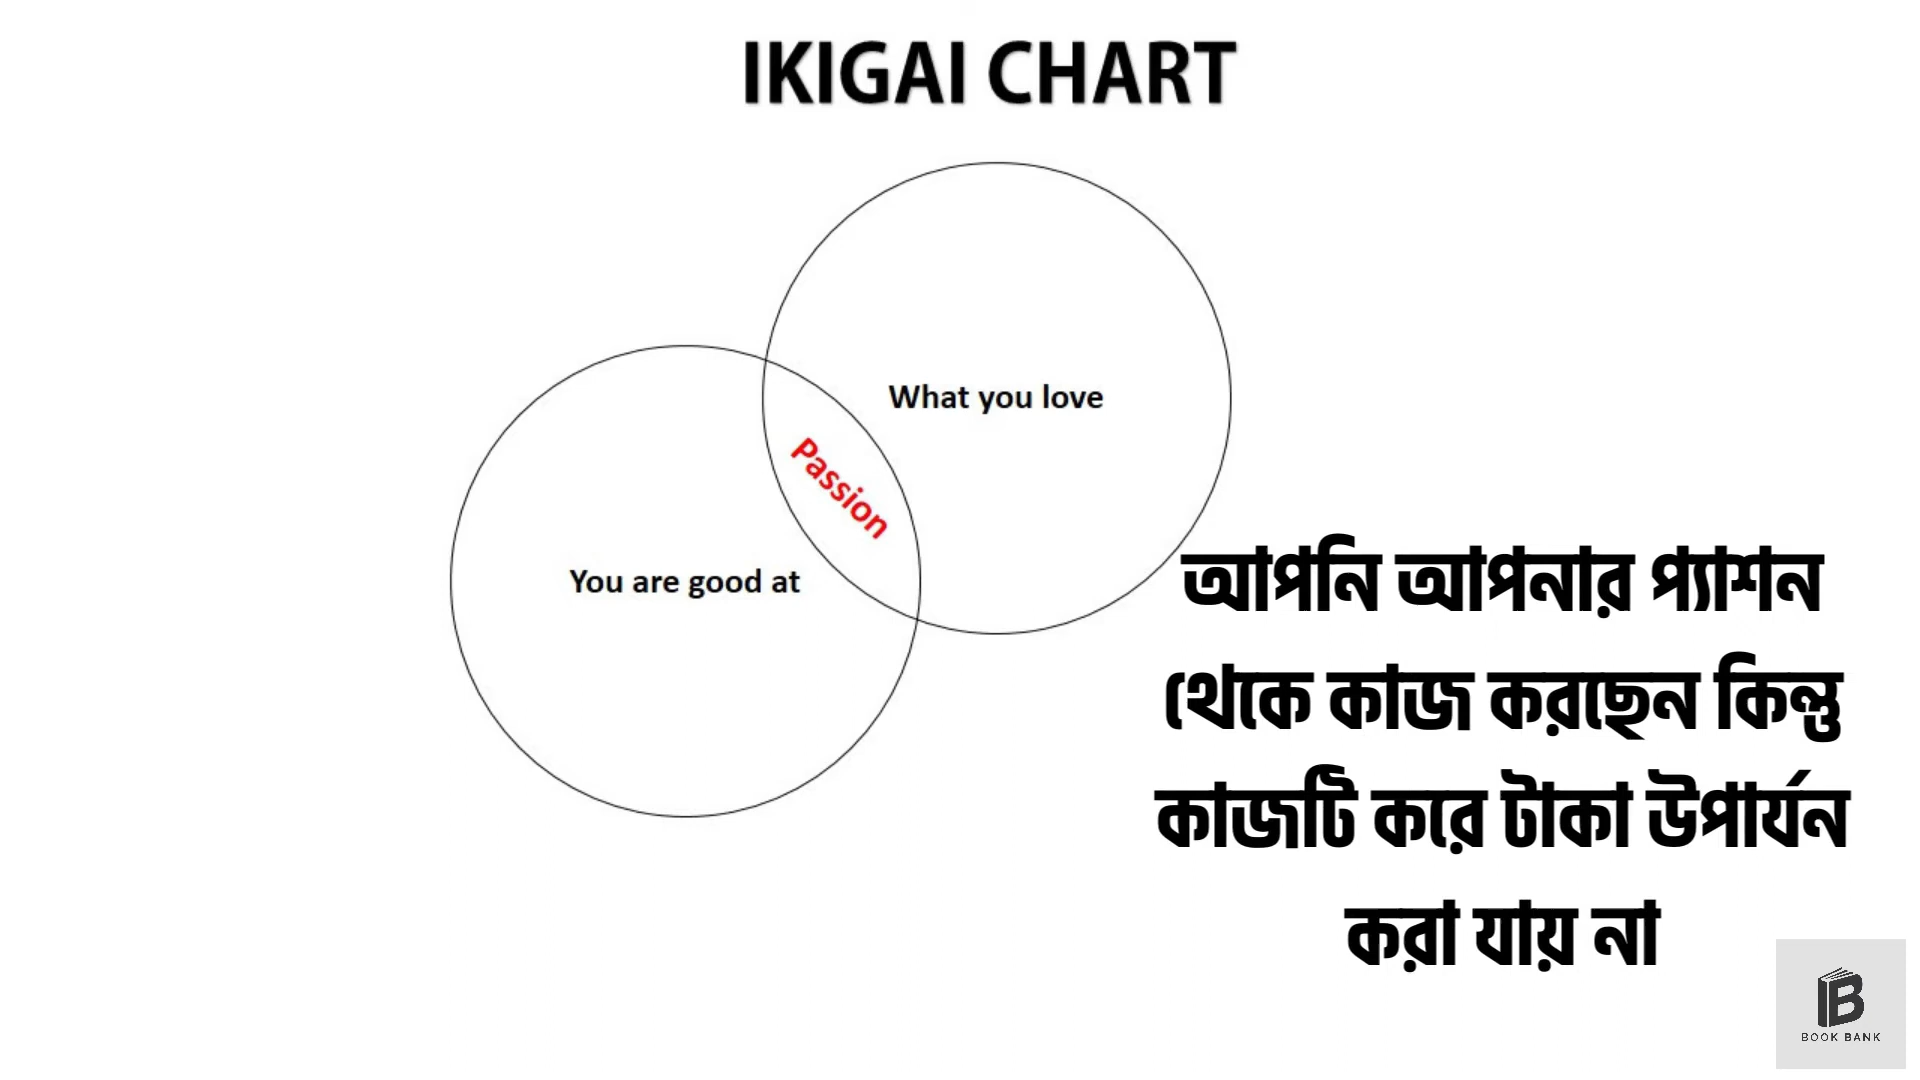 IKIGAI CHART
What you love
Passion
You are good at
আপনি আপনার প্যাশন
থেকে কাজ করছেন কিন্তু
কাজটি করে টাকা উপার্যন
করা যায় না
IB
BOOK BANK